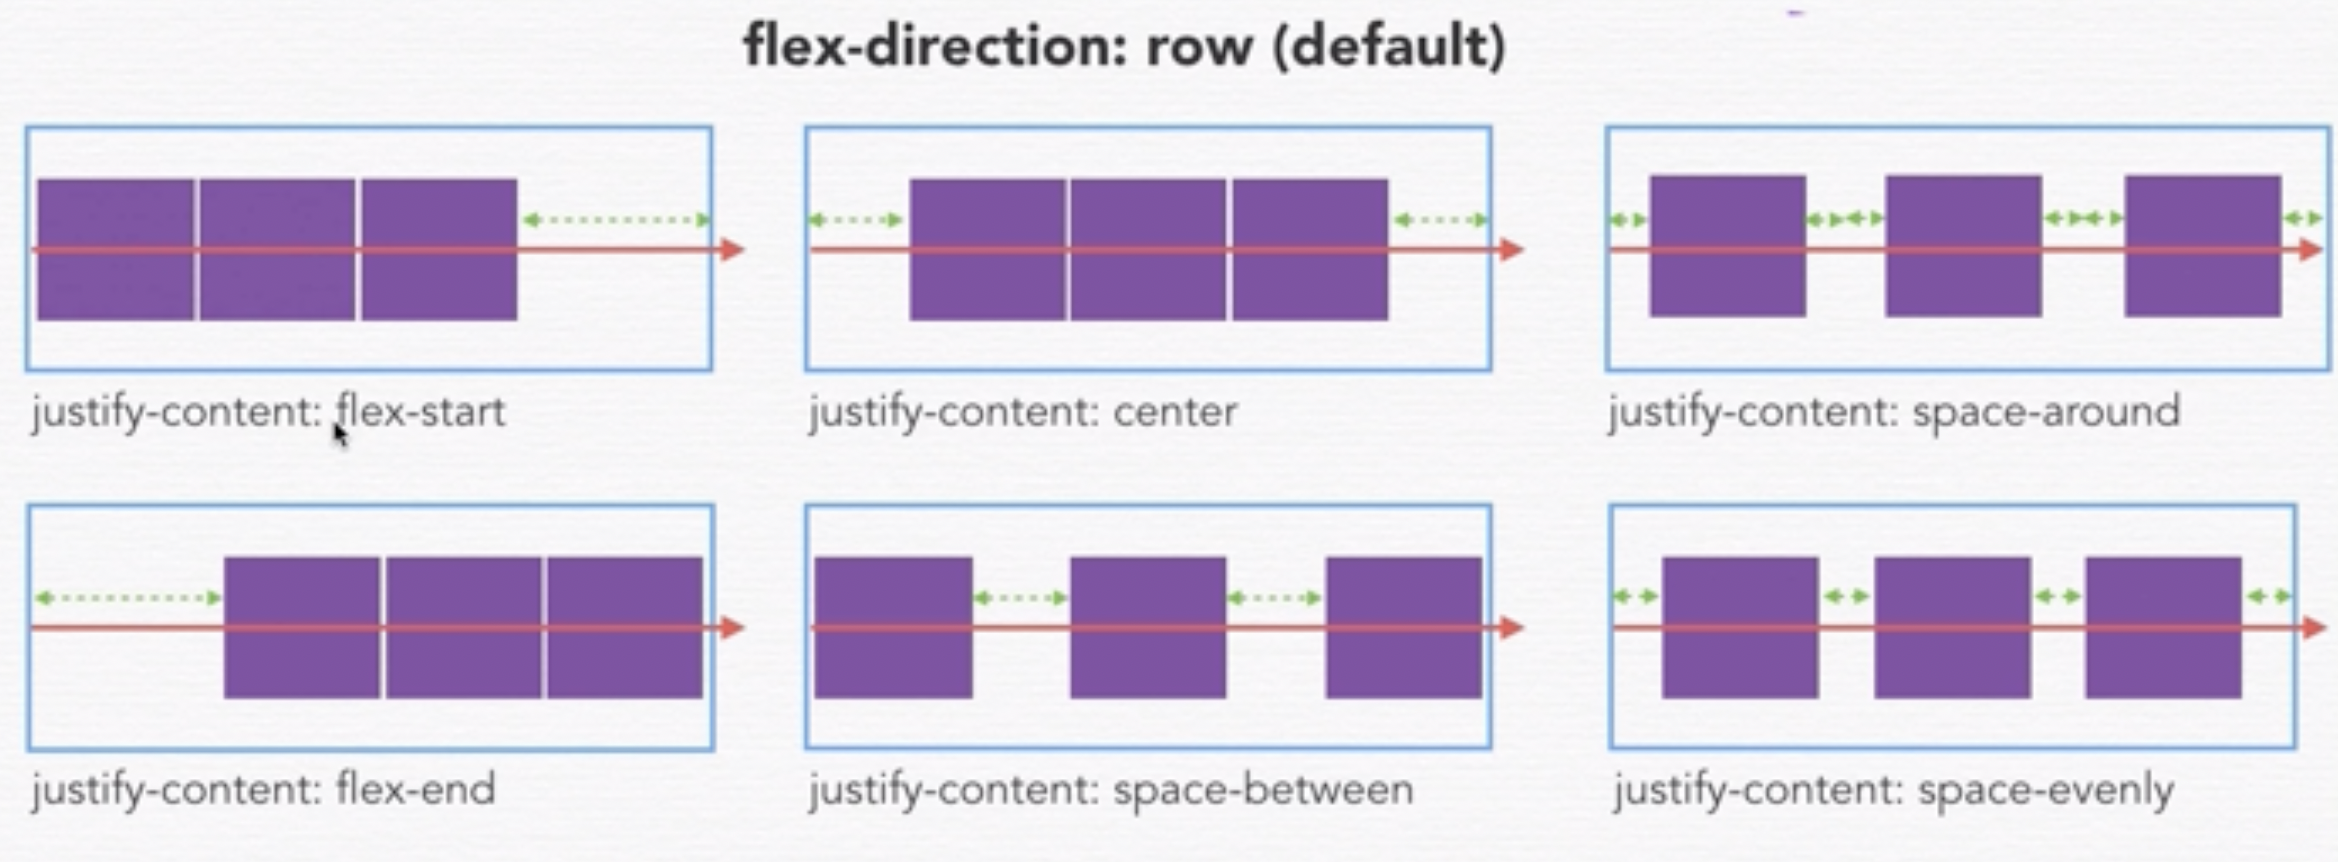 flex-direction: row (default)
justify-content: flex-start
justify-content: center
justify-content: space-around
justify-content: flex-end
justify-content: space-between
justify-content: space-evenly